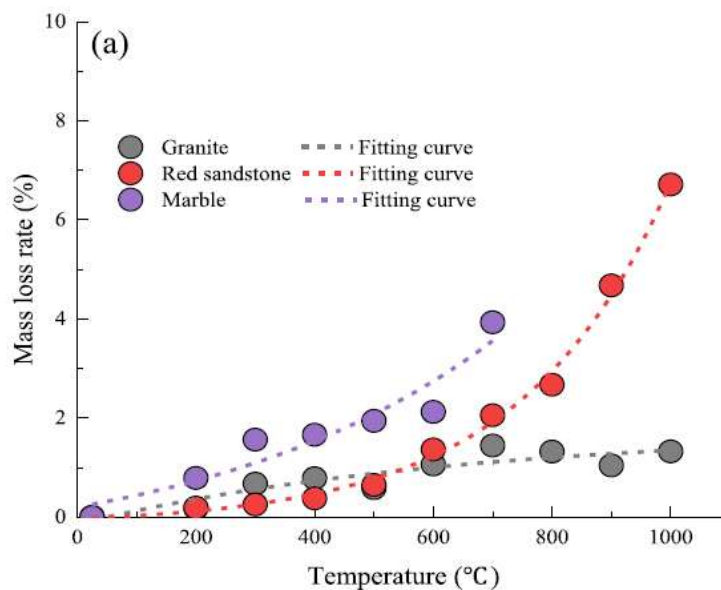 (a)
10
8
6
4
2
0
Granite Fitting curve
Red sandstone Fitting curve
Marble Fitting curve
Mass loss rate (%)
0 200 400 600 800 1000
Temperature (℃)